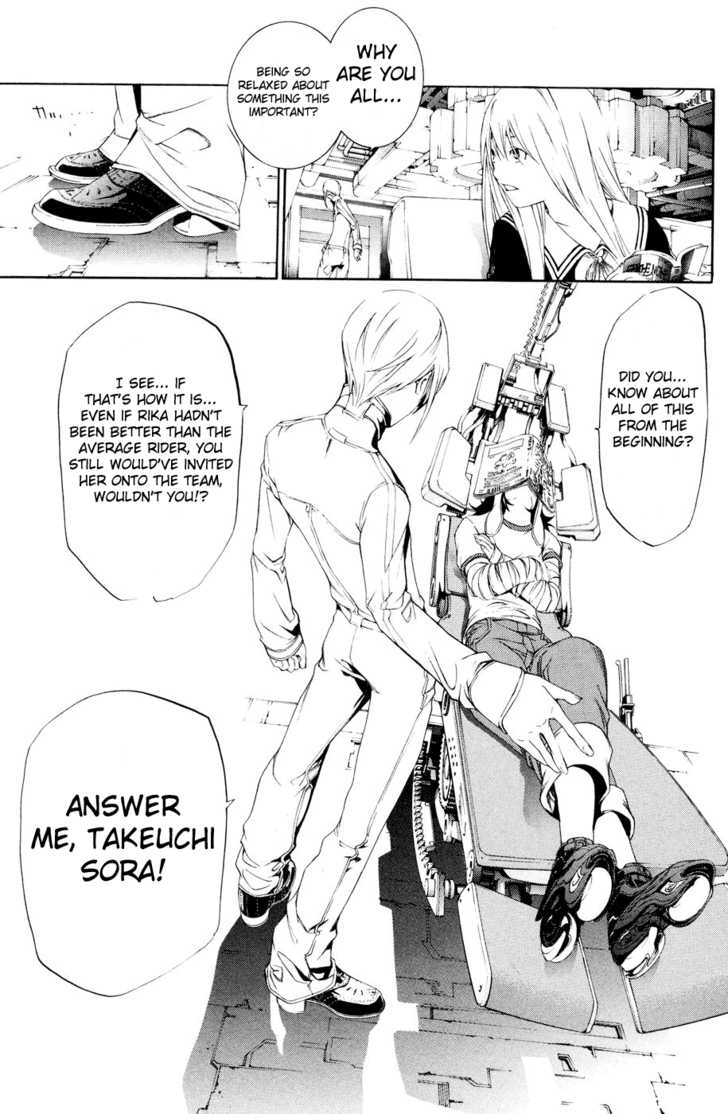 WHY
ARE YOU
ALL...
BEING SO
RELAXED ABOUT
SOMETHING THIS
IMPORTANT?
DID YOU...
KNOW ABOUT
ALL OF THIS
FROM THE
BEGINNING?
I SEE... IF
THAT'S HOW IT IS...
EVEN IF RIKA HADN'T
BEEN BETTER THAN THE
AVERAGE RIDER, YOU
STILL WOULD'VE INVITED
HER ONTO THE TEAM,
WOULDN'T YOU!?
ANSWER
ME, TAKEUCHI
SORA!